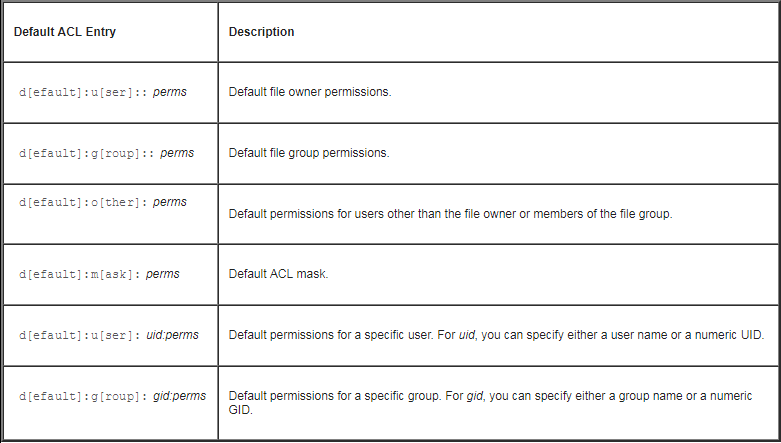 Default ACL Entry
Description
d[efault]:u[ser]:: perms
Default file owner permissions.
d[efault]:g[roup]:: perms
Default file group permissions.
d[efault]:o[ther]: perms
Default permissions for users other than the file owner or members of the file group.
d[efault]:m[ask]: perms
Default ACL mask.
d[efault]:u[ser]: uid:perms
Default permissions for a specific user. For uid, you can specify either a user name or a numeric UID.
d[efault]:g[roup]: gid:perms
Default permissions for a specific group. For gid, you can specify either a group name or a numeric
GID.